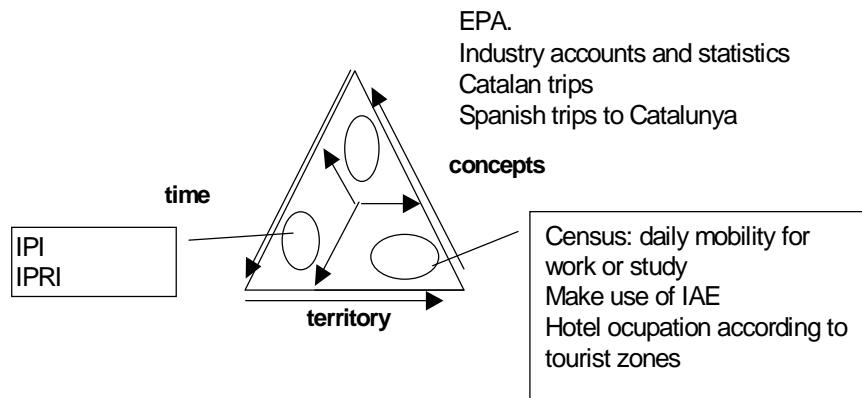 EPA.
Industry accounts and statistics
Catalan trips
Spanish trips to Catalunya
concepts
time
IPI
IPRI
Census: daily mobility for
work or study
Make use of IAE
Hotel ocupation according to
tourist zones
territory